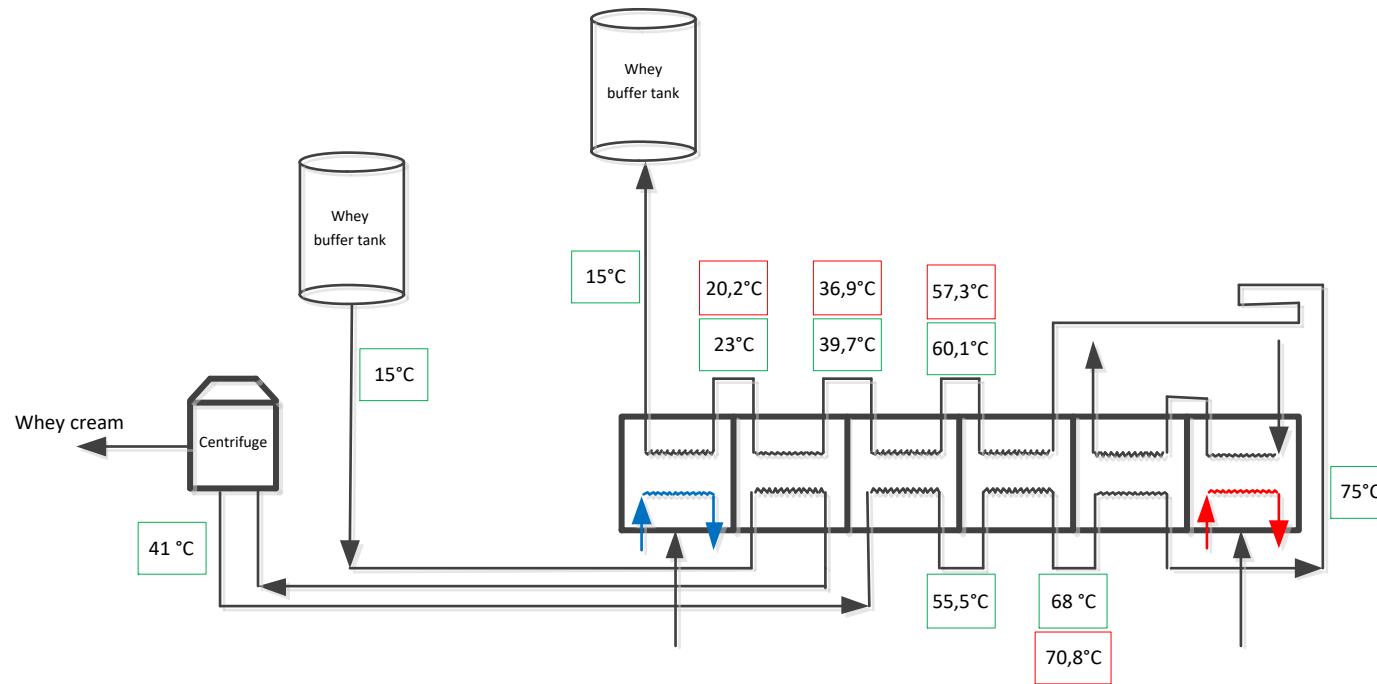 Whey
buffer tank
Whey
buffer tank
15°C
20,2°C
36,9°C
57,3°C
23°C
39,7°C
60,1°C
15°C
Whey cream
Centrifuge
75°C
41 °C
55,5°C
68 °C
70,8°C